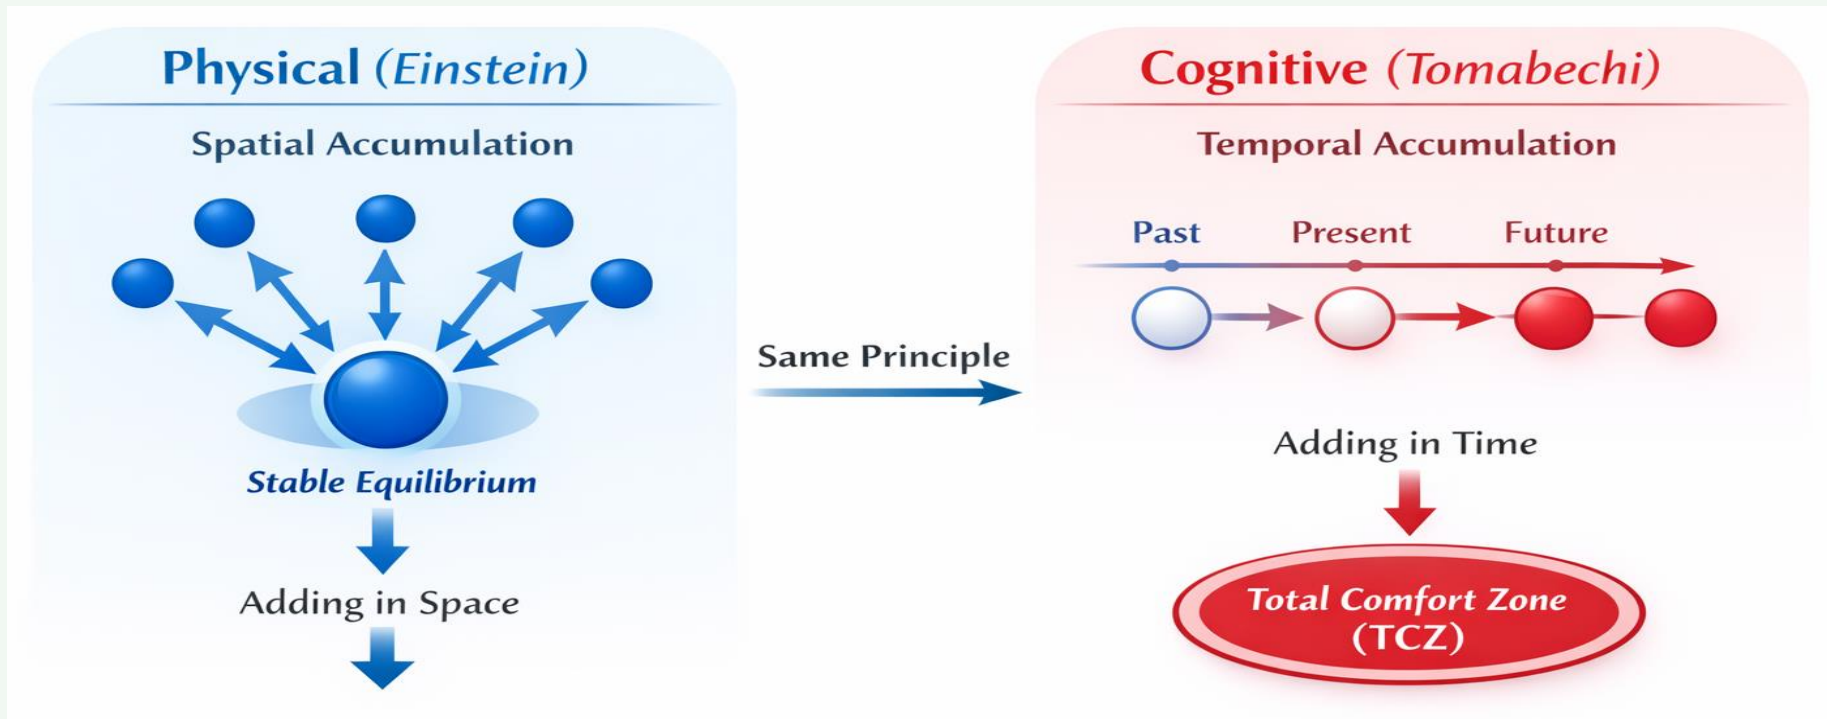 Physical (Einstein)
Spatial Accumulation
Stable Equilibrium
Adding in Space
Same Principle
Cognitive (Tomabechi)
Temporal Accumulation
Past Present Future
Adding in Time
Total Comfort Zone
(TCZ)